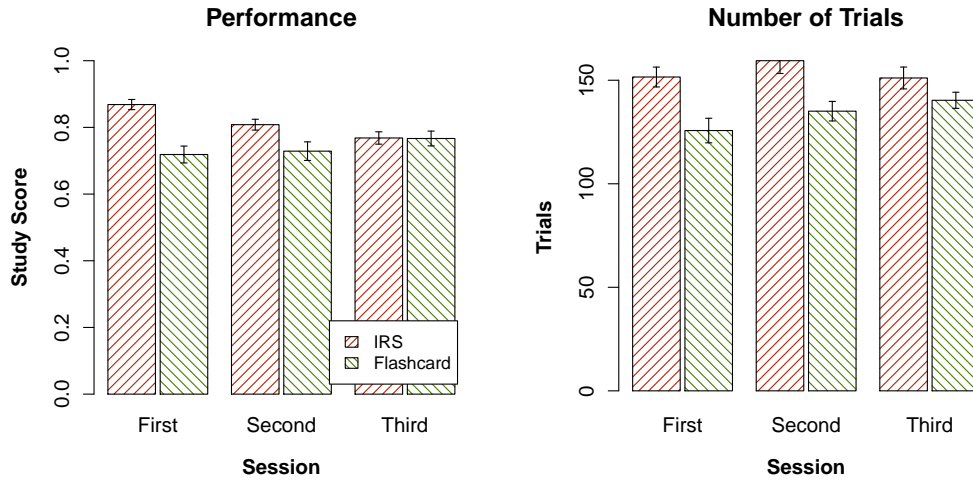 Performance
Study Score
1.0
0.8
0.6
0.4
0.2
0.0
IRS
Flashcard
First Second Third
Session
Number of Trials
Trials
150
100
50
0
First Second Third
Session